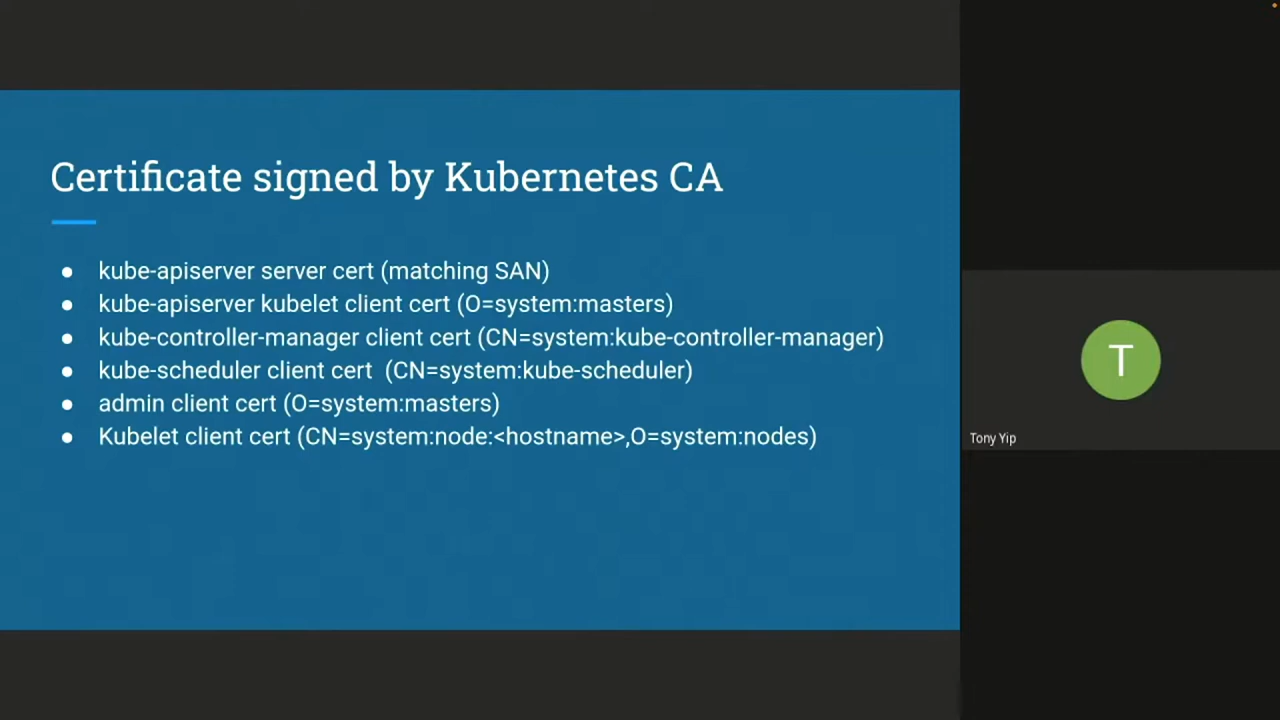 Certificate signed by Kubernetes CA
● kube-apiserver server cert (matching SAN)
● kube-apiserver kubelet client cert (O=system:masters)
● kube-controller-manager client cert (CN=system:kube-controller-manager)
● kube-scheduler client cert  (CN=system:kube-scheduler)
● admin client cert (O=system:masters)
● Kubelet client cert (CN=system:node:<hostname>,O=system:nodes)
T
Tony Yip